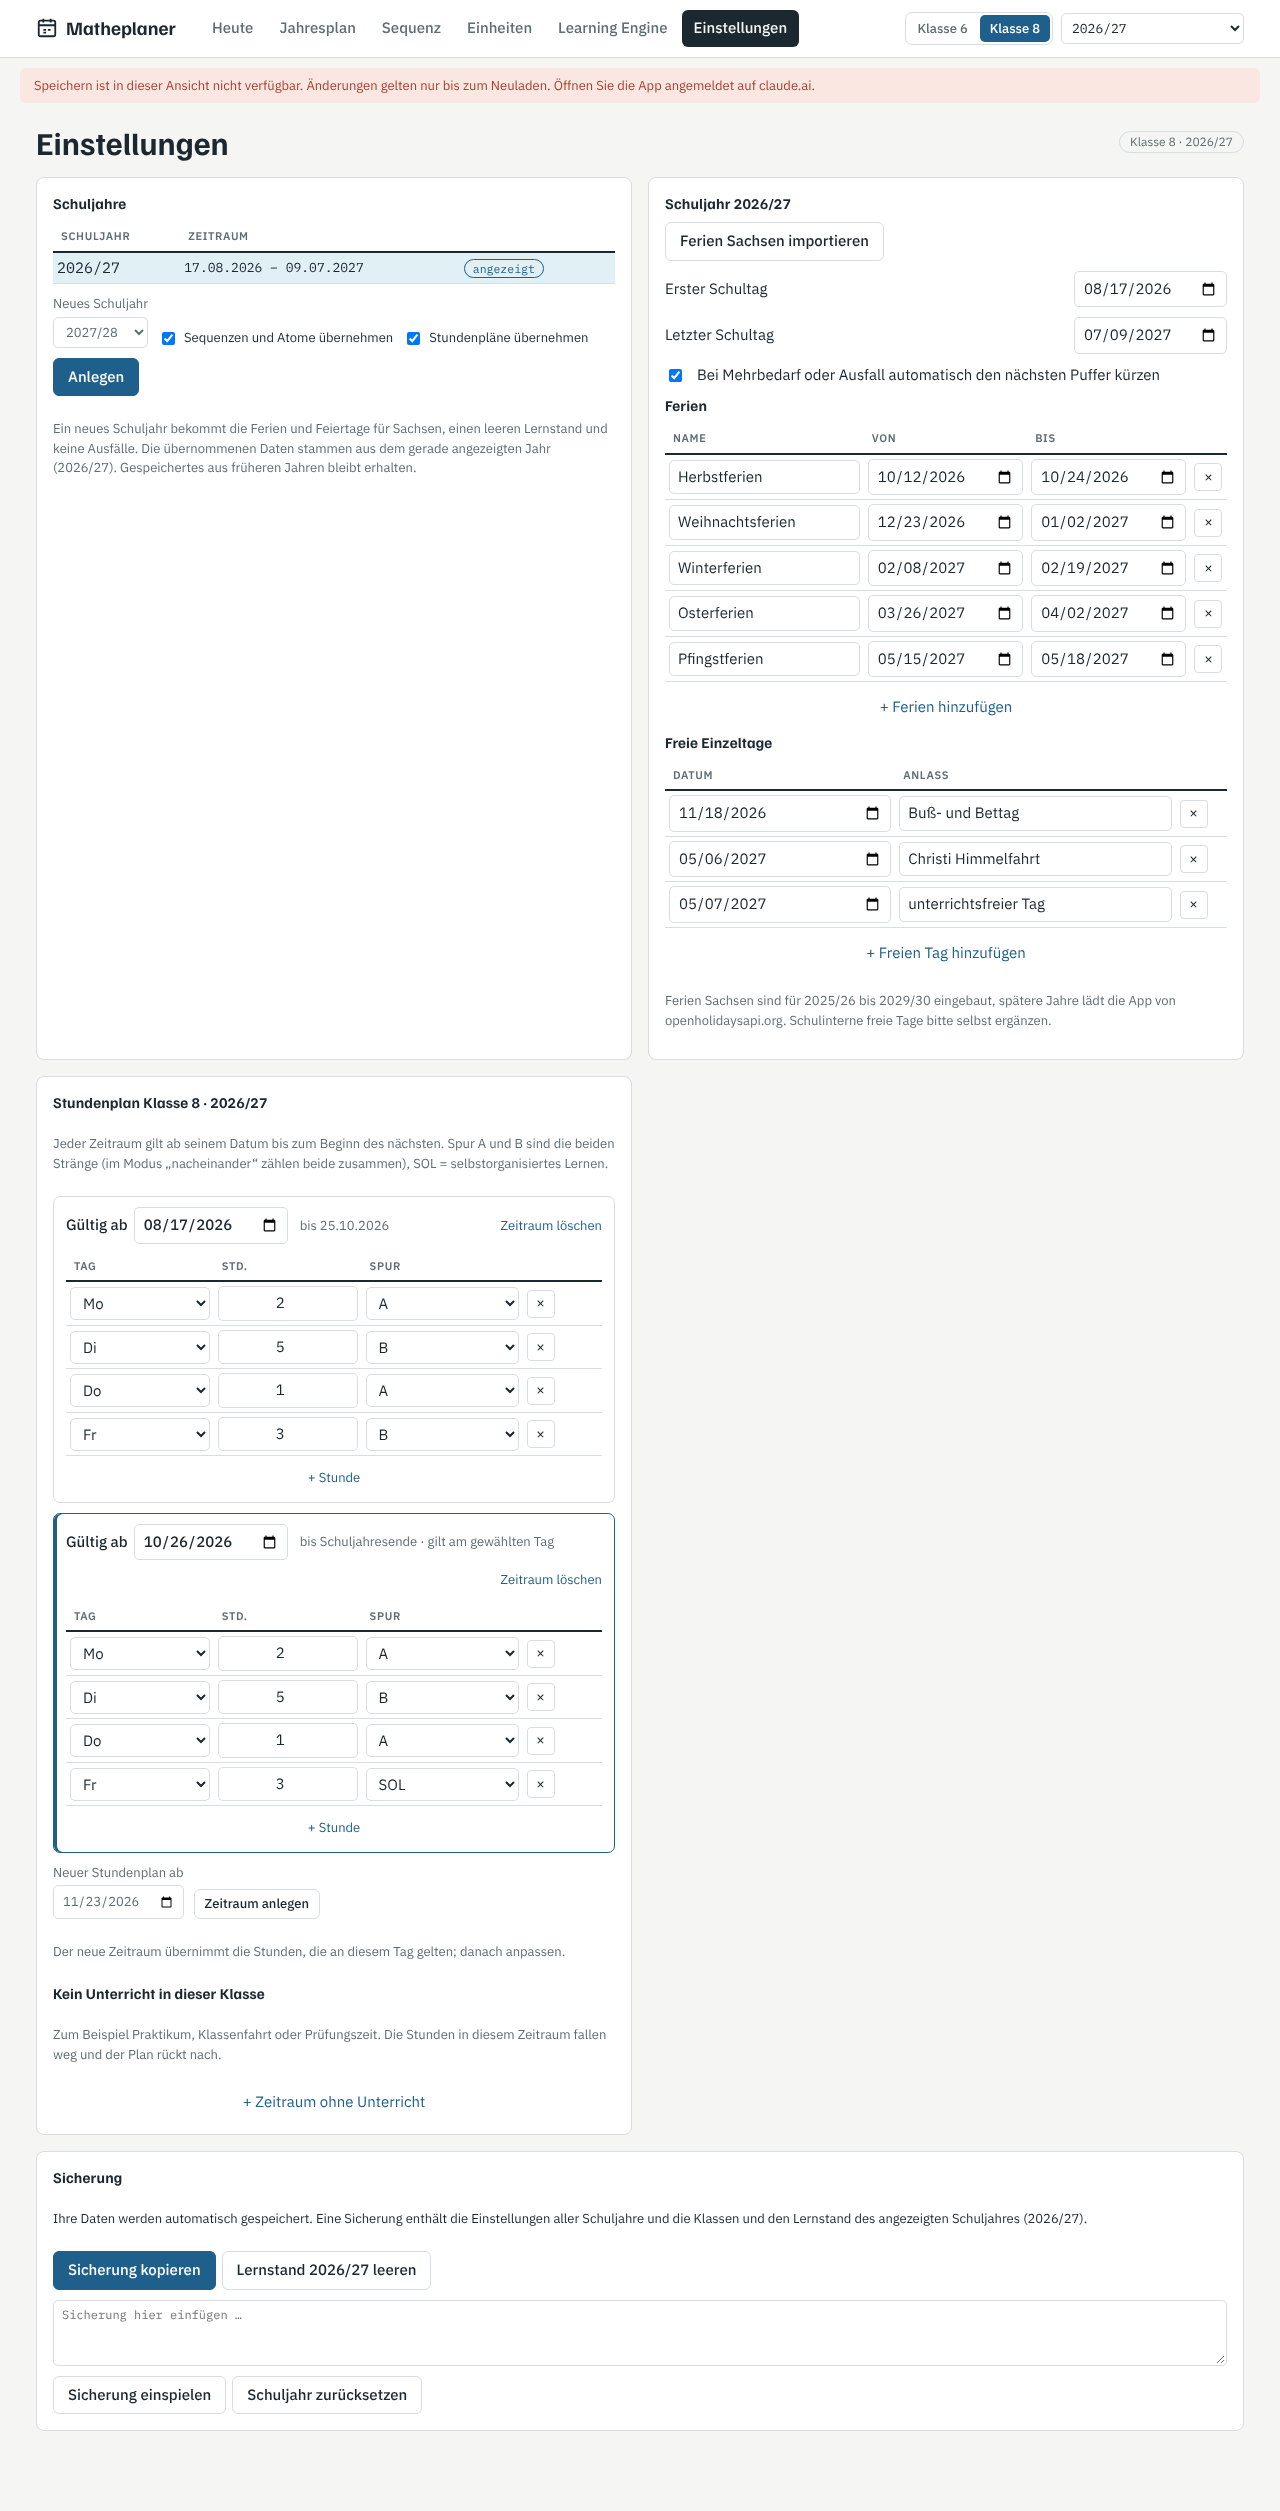 Matheplaner
Heute Jahresplan Sequenz Einheiten Learning Engine Einstellungen
Klasse 6 Klasse 8 2026/27
Speichern ist in dieser Ansicht nicht verfügbar. Änderungen gelten nur bis zum Neuladen. Öffnen Sie die App angemeldet auf claude.ai.
Einstellungen
Klasse 8 · 2026/27
Schuljahre
SCHULJAHR ZEITRAUM
2026/27 17.08.2026 – 09.07.2027 angezeigt
Neues Schuljahr
2027/28 Sequenzen und Atome übernehmen Stundenpläne übernehmen
Anlegen
Ein neues Schuljahr bekommt die Ferien und Feiertage für Sachsen, einen leeren Lernstand und
keine Ausfälle. Die übernommenen Daten stammen aus dem gerade angezeigten Jahr
(2026/27). Gespeichertes aus früheren Jahren bleibt erhalten.
Schuljahr 2026/27
Ferien Sachsen importieren
Erster Schultag 08/17/2026
Letzter Schultag 07/09/2027
Bei Mehrbedarf oder Ausfall automatisch den nächsten Puffer kürzen
Ferien
NAME VON BIS
Herbstferien 10/12/2026 10/24/2026 ×
Weihnachtsferien 12/23/2026 01/02/2027 ×
Winterferien 02/08/2027 02/19/2027 ×
Osterferien 03/26/2027 04/02/2027 ×
Pfingstferien 05/15/2027 05/18/2027 ×
+ Ferien hinzufügen
Freie Einzeltage
DATUM ANLASS
11/18/2026 Buß- und Bettag ×
05/06/2027 Christi Himmelfahrt ×
05/07/2027 unterrichtsfreier Tag ×
+ Freien Tag hinzufügen
Ferien Sachsen sind für 2025/26 bis 2029/30 eingebaut, spätere Jahre lädt die App von
openholidaysapi.org. Schulinterne freie Tage bitte selbst ergänzen.
Stundenplan Klasse 8 · 2026/27
Jeder Zeitraum gilt ab seinem Datum bis zum Beginn des nächsten. Spur A und B sind die beiden
Stränge (im Modus „nacheinander“ zählen beide zusammen), SOL = selbstorganisiertes Lernen.
Gültig ab 08/17/2026 bis 25.10.2026 Zeitraum löschen
TAG STD. SPUR
Mo 2 A ×
Di 5 B ×
Do 1 A ×
Fr 3 B ×
+ Stunde
Gültig ab 10/26/2026 bis Schuljahresende · gilt am gewählten Tag
Zeitraum löschen
TAG STD. SPUR
Mo 2 A ×
Di 5 B ×
Do 1 A ×
Fr 3 SOL ×
+ Stunde
Neuer Stundenplan ab
11/23/2026 Zeitraum anlegen
Der neue Zeitraum übernimmt die Stunden, die an diesem Tag gelten; danach anpassen.
Kein Unterricht in dieser Klasse
Zum Beispiel Praktikum, Klassenfahrt oder Prüfungszeit. Die Stunden in diesem Zeitraum fallen
weg und der Plan rückt nach.
+ Zeitraum ohne Unterricht
Sicherung
Ihre Daten werden automatisch gespeichert. Eine Sicherung enthält die Einstellungen aller Schuljahre und die Klassen und den Lernstand des angezeigten Schuljahres (2026/27).
Sicherung kopieren Lernstand 2026/27 leeren
Sicherung hier einfügen …
Sicherung einspielen Schuljahr zurücksetzen